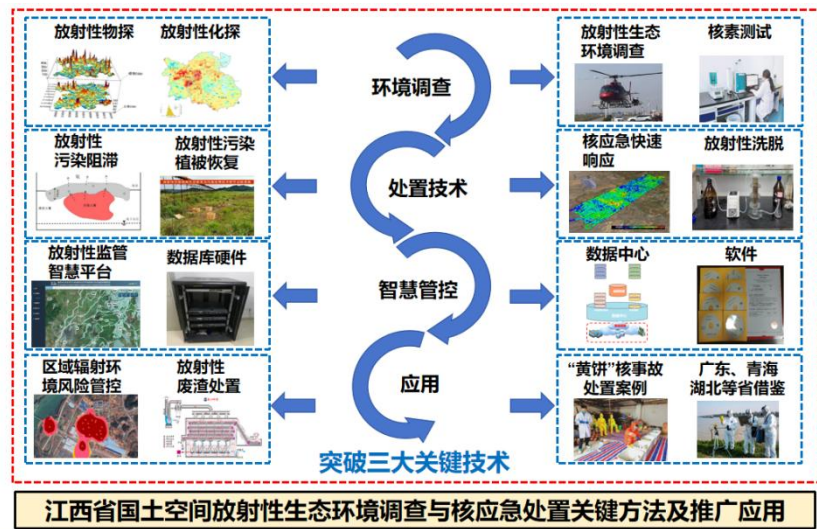 放射性物探
放射性化探
环境调查
放射性生态
环境调查
核素测试
放射性
污染阻滞
放射性污染
植被恢复
处置技术
核应急快速
响应
放射性洗脱
放射性监管
智慧平台
数据库硬件
智慧管控
数据中心
软件
区域辐射环
境风险管控
放射性
废渣处置
应用
“黄饼”核事故
处置案例
广东、青海
湖北等省借鉴
突破三大关键技术
江西省国土空间放射性生态环境调查与核应急处置关键方法及推广应用